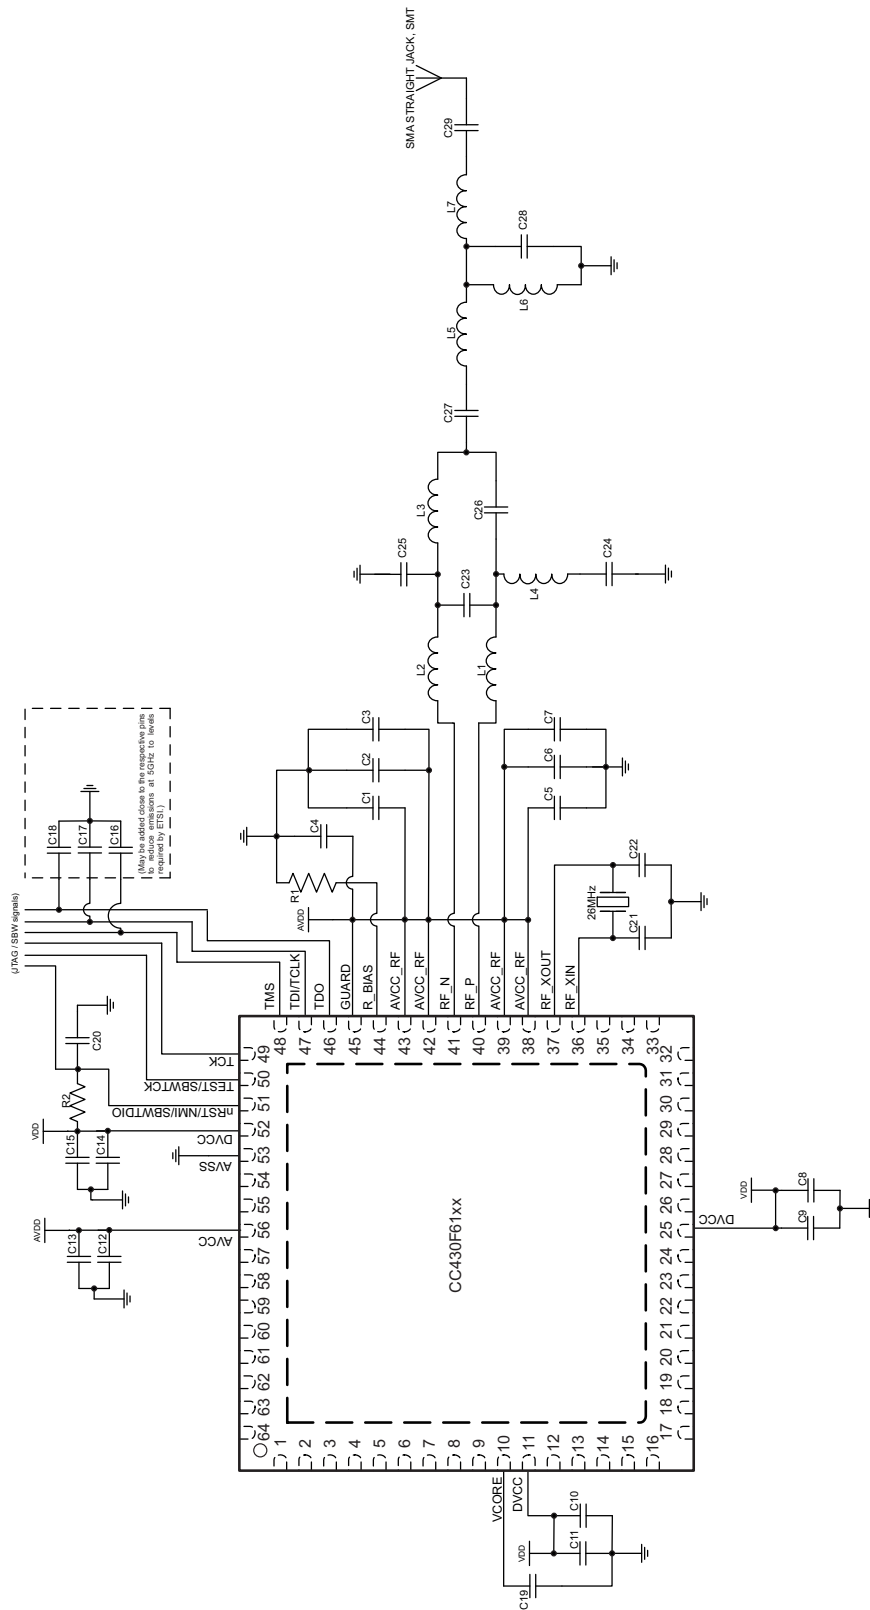 SMA STRAIGHT JACK, SMT
C29
L7
C28
L6
L5
C27
L3
C26
C25
C24
C23
L4
L2
L1
C3
C2
C1
C4
R1
AVDD
C7
C6
C5
C22
26MHz
C21
(May be added close to the respective pins
to reduce emissions at 5GHz to levels
required by ETSI.)
C18
C17
C16
(JTAG / SBW signals)
C20
R2
VDD
C15
C14
AVDD
C13
C12
TMS
TDI/TCLK
TDO
GUARD
R_BIAS
AVCC_RF
AVCC_RF
RF_N
RF_P
AVCC_RF
AVCC_RF
RF_XOUT
RF_XIN
48
47
46
45
44
43
42
41
40
39
38
37
36
35
34
33
TCK
TEST/SBWTCK
nRST/NMI/SBWTDIO
DVCC
AVSS
AVCC
49
50
51
52
53
54
55
56
57
58
59
60
61
62
63
64
CC430F61xx
32
31
30
29
28
27
26
25
24
23
22
21
20
19
18
17
DVCC
VDD
C8
C9
1
2
3
4
5
6
7
8
9
10
11
12
13
14
15
16
VCORE
DVCC
C10
C11
VDD
C19